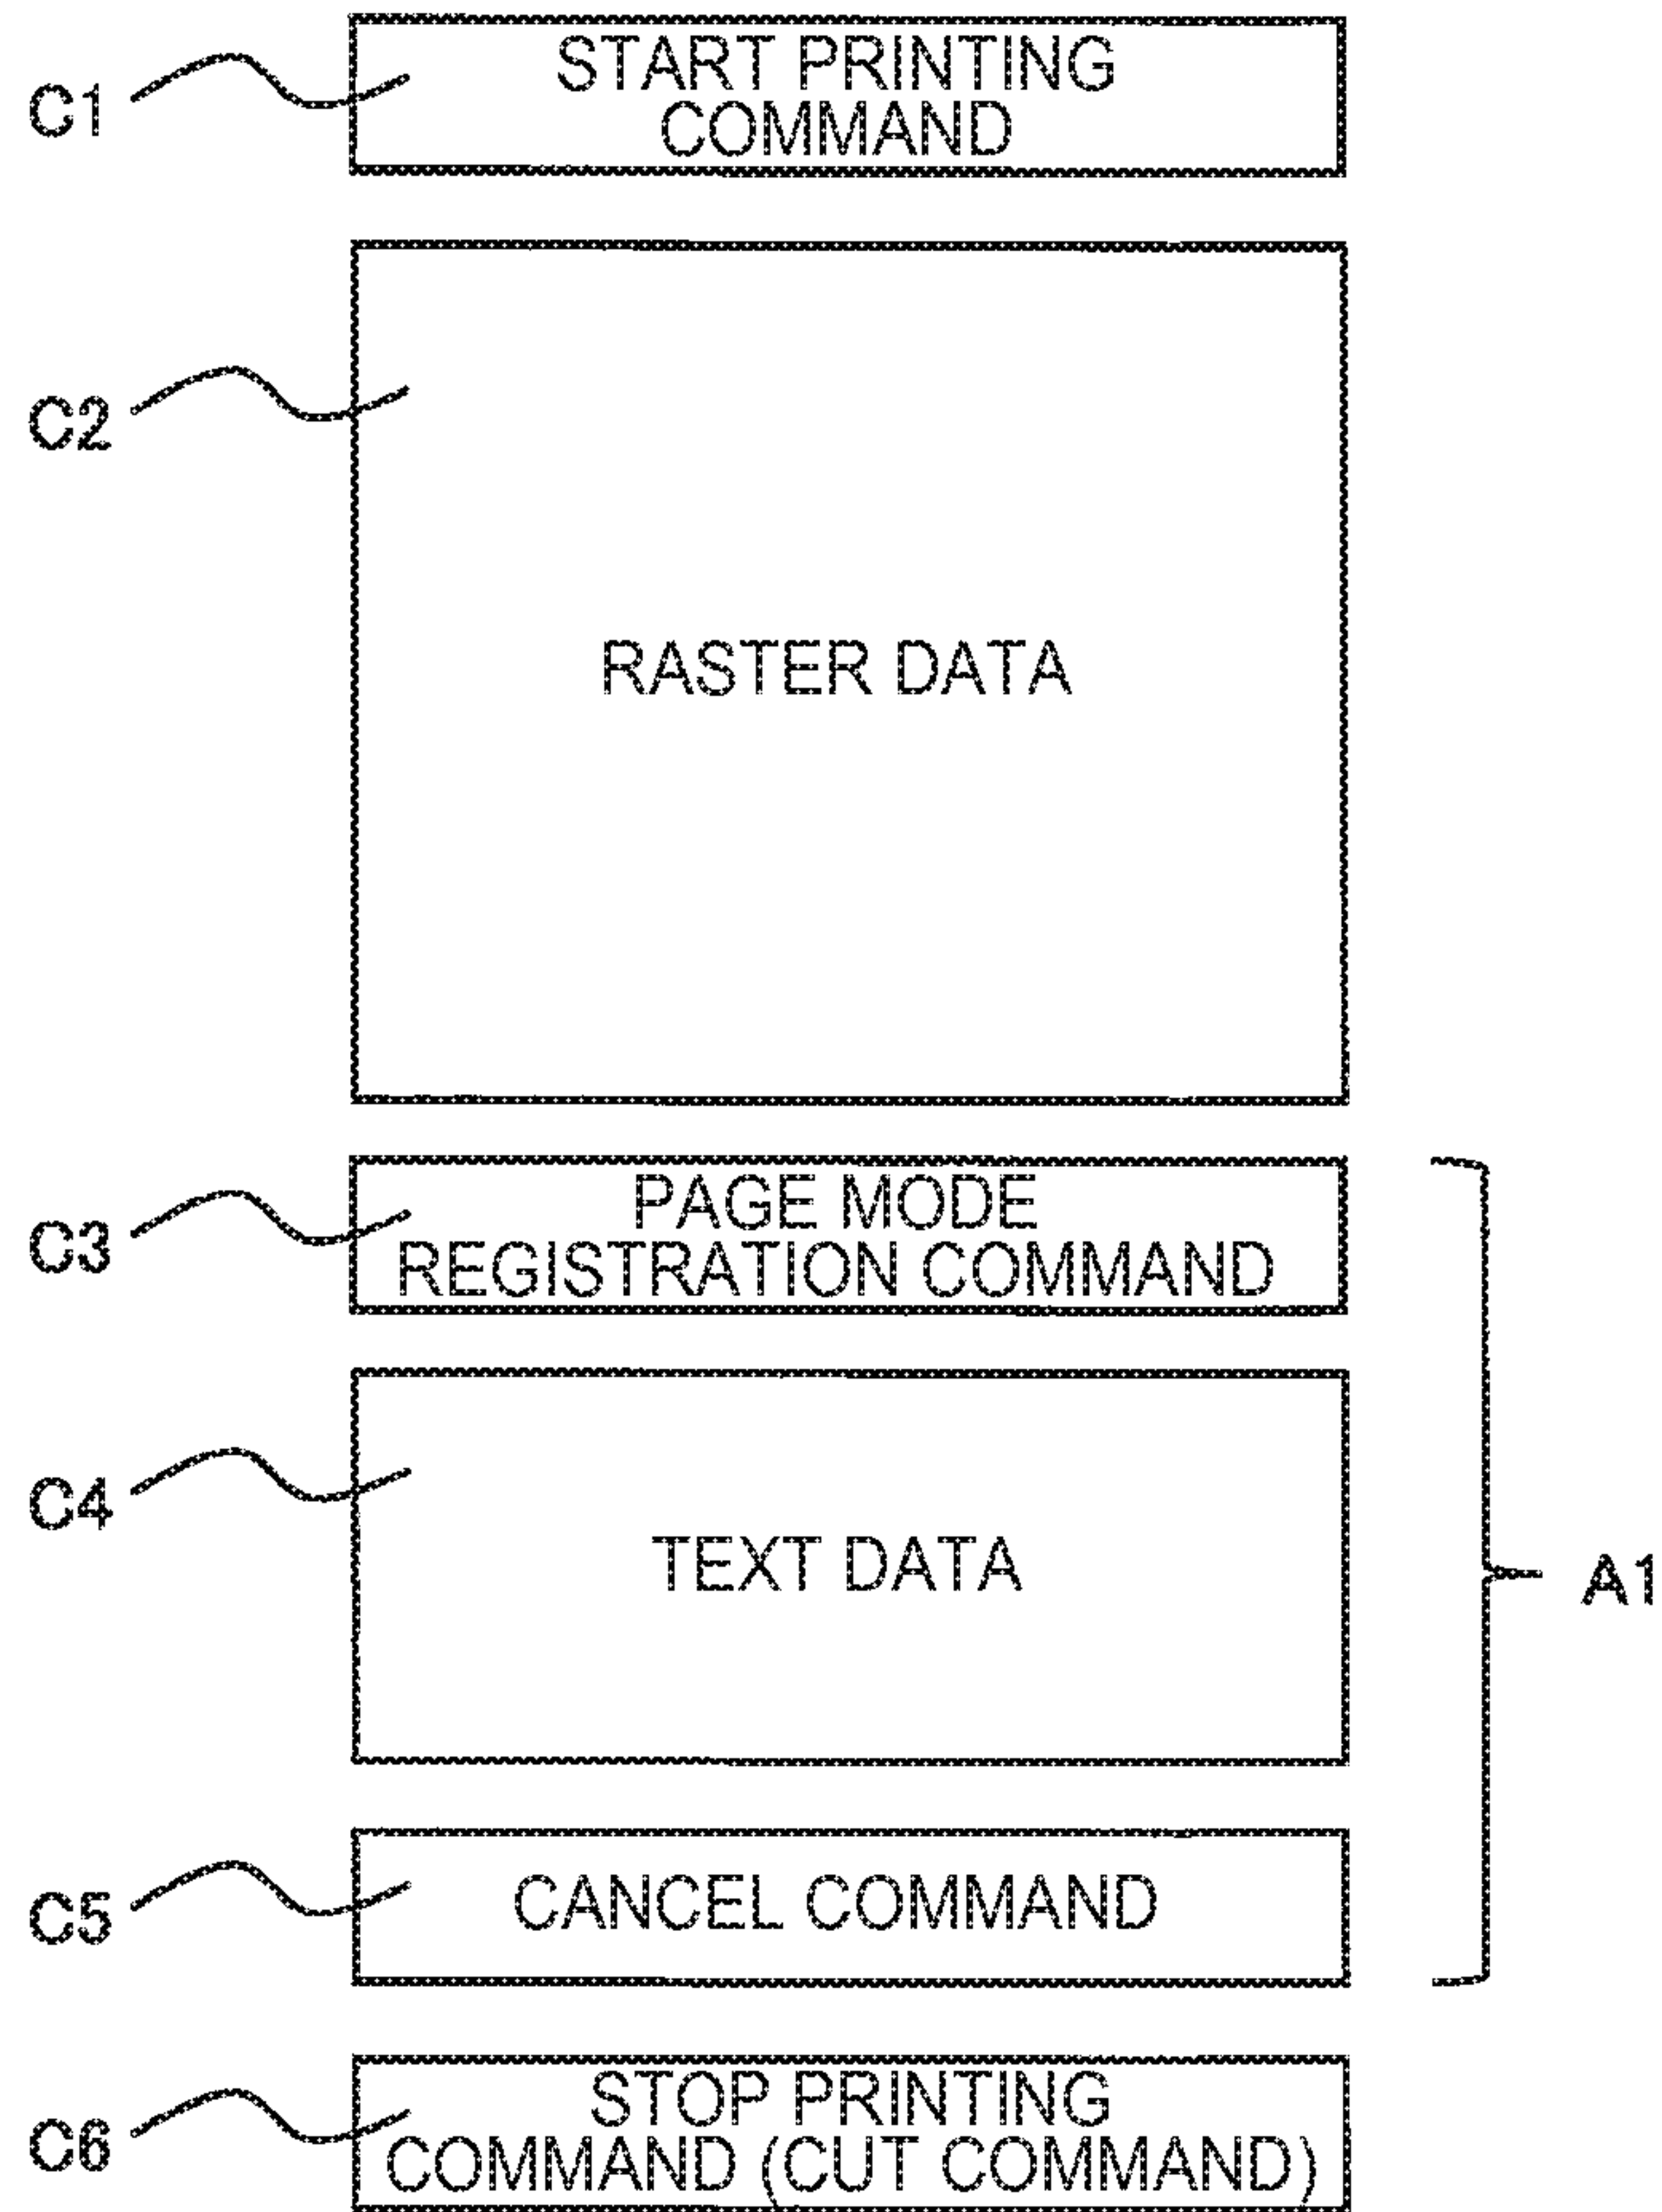 C1
START PRINTING
COMMAND
C2
RASTER DATA
C3
PAGE MODE
REGISTRATION COMMAND
C4
TEXT DATA
A1
C5
CANCEL COMMAND
C6
STOP PRINTING
COMMAND (CUT COMMAND)